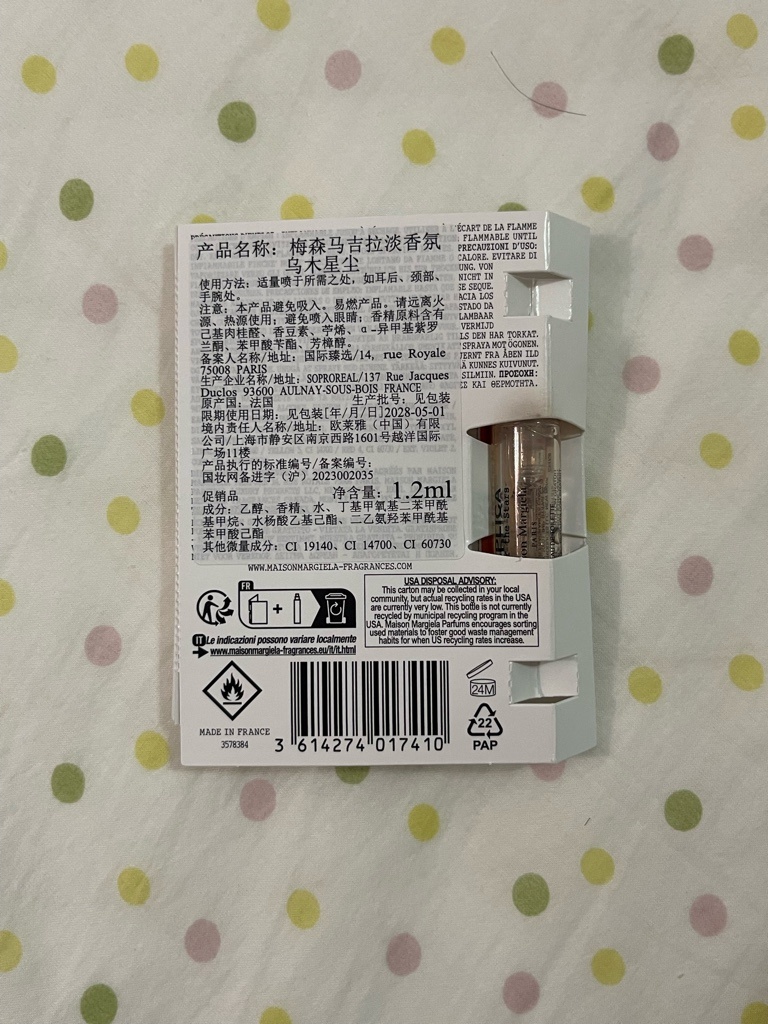 产品名称：梅森马吉拉淡香氛
乌木星尘
使用方法：适量喷于所需之处，如耳后、颈部、
手腕处。
注意：本产品避免吸入。易燃产品。请远离火
源、热源使用；避免喷入眼睛；香精原料含有
己基肉桂醛、香豆素、苧烯、α-异甲基紫罗
兰酮、苯甲酸苄酯、芳樟醇。
备案人名称/地址：国际臻选/14, rue Royale
75008 PARIS
生产企业名称/地址：SOPROREAL/137 Rue Jacques
Duclos 93600 AULNAY-SOUS-BOIS FRANCE
原产国：法国 生产批号：见包装
限期使用日期：见包装[年/月/日]2028-05-01
境内责任人名称/地址：欧莱雅（中国）有限
公司/上海市静安区南京西路1601号越洋国际
广场11楼
产品执行的标准编号/备案编号：
国妆网备进字（沪）2023002035
促销品 净含量：1.2ml
成分：乙醇、香精、水、丁基甲氧基二苯甲酰
基甲烷、水杨酸乙基己酯、二乙氨羟苯甲酰基
苯甲酸己酯
其他微量成分：CI 19140、CI 14700、CI 60730
L'ÉCART DE LA FLAMME
FLAMMABLE UNTIL
PRECAUZIONI D'USO:
CALORE. EVITARE DI
VON
NICHT IN
SE SEQUE.
HACIA LOS
STADO DA
LAMBAAR
VERMIJD
LS DEN HAR TORKAT.
SPRAYA MOT ÖGONEN.
FJERNT FRA ÅBEN ILD
KUNNES KUIVUNUT.
SILMIIN. ΠΡΟΣΟΧΗ:
ΚΑΙ ΘΕΡΜΟΤΗΤΑ.
the Stars
Maison Margiela
PARIS
WWW.MAISONMARGIELA-FRAGRANCES.COM
FR
+
IT Le indicazioni possono variare localmente
www.maisonmargiela-fragrances.eu/it/it.html
USA DISPOSAL ADVISORY:
This carton may be collected in your local
community, but actual recycling rates in the USA
are currently very low. This bottle is not currently
recycled by municipal recycling program in the
USA. Maison Margiela Parfums encourages sorting
used materials to foster good waste management
habits for when US recycling rates increase.
MADE IN FRANCE
3578384
3 614274 017410
24M
22
PAP